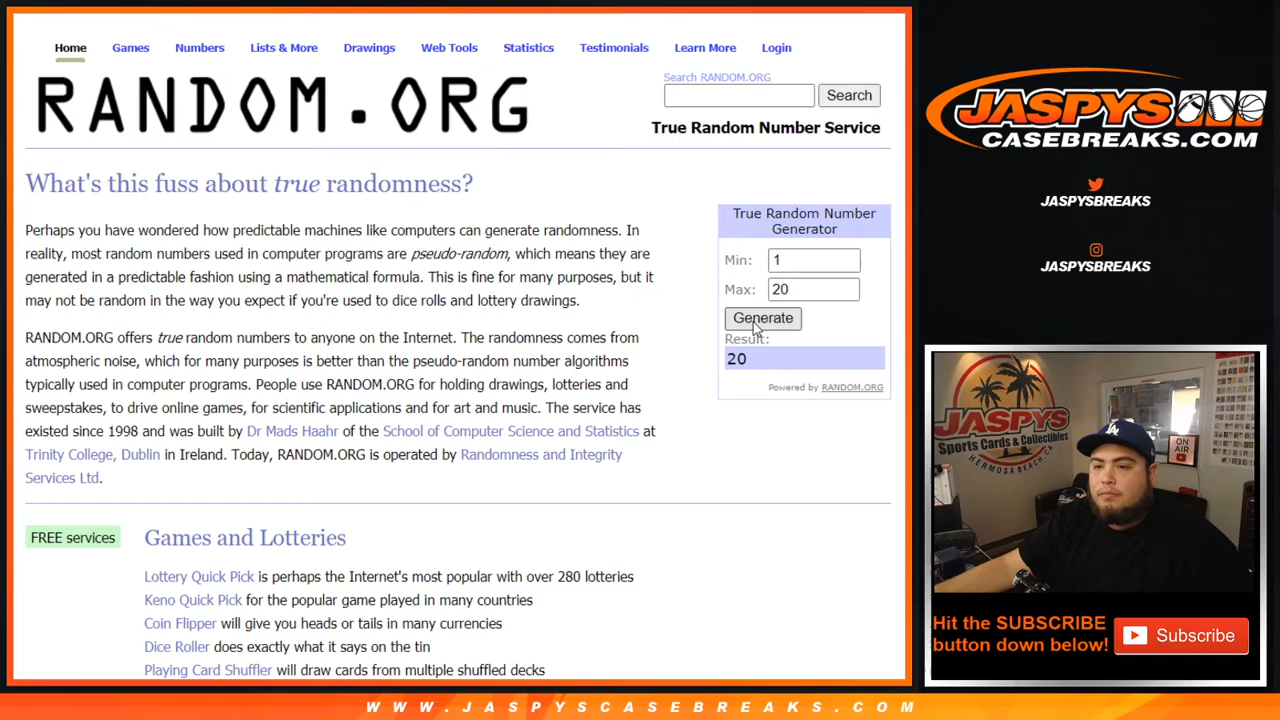 Home Games Numbers Lists & More Drawings Web Tools Statistics Testimonials Learn More Login
RANDOM.ORG
Search RANDOM.ORG
Search
True Random Number Service
What's this fuss about true randomness?
Perhaps you have wondered how predictable machines like computers can generate randomness. In
reality, most random numbers used in computer programs are pseudo-random, which means they are
generated in a predictable fashion using a mathematical formula. This is fine for many purposes, but it
may not be random in the way you expect if you're used to dice rolls and lottery drawings.
RANDOM.ORG offers true random numbers to anyone on the Internet. The randomness comes from
atmospheric noise, which for many purposes is better than the pseudo-random number algorithms
typically used in computer programs. People use RANDOM.ORG for holding drawings, lotteries and
sweepstakes, to drive online games, for scientific applications and for art and music. The service has
existed since 1998 and was built by Dr Mads Haahr of the School of Computer Science and Statistics at
Trinity College, Dublin in Ireland. Today, RANDOM.ORG is operated by Randomness and Integrity
Services Ltd.
True Random Number
Generator
Min: 1
Max: 20
Generate
Result:
20
Powered by RANDOM.ORG
FREE services
Games and Lotteries
Lottery Quick Pick is perhaps the Internet's most popular with over 280 lotteries
Keno Quick Pick for the popular game played in many countries
Coin Flipper will give you heads or tails in many currencies
Dice Roller does exactly what it says on the tin
Playing Card Shuffler will draw cards from multiple shuffled decks
JASPYS
CASEBREAKS.COM
JASPYSBREAKS
JASPYSBREAKS
JASPYS
Sports Cards & Collectibles
HERMOSA BEACH, CA
ON
AIR
LA
Hit the SUBSCRIBE
button down below!
Subscribe
WWW.JASPYSCASEBREAKS.COM